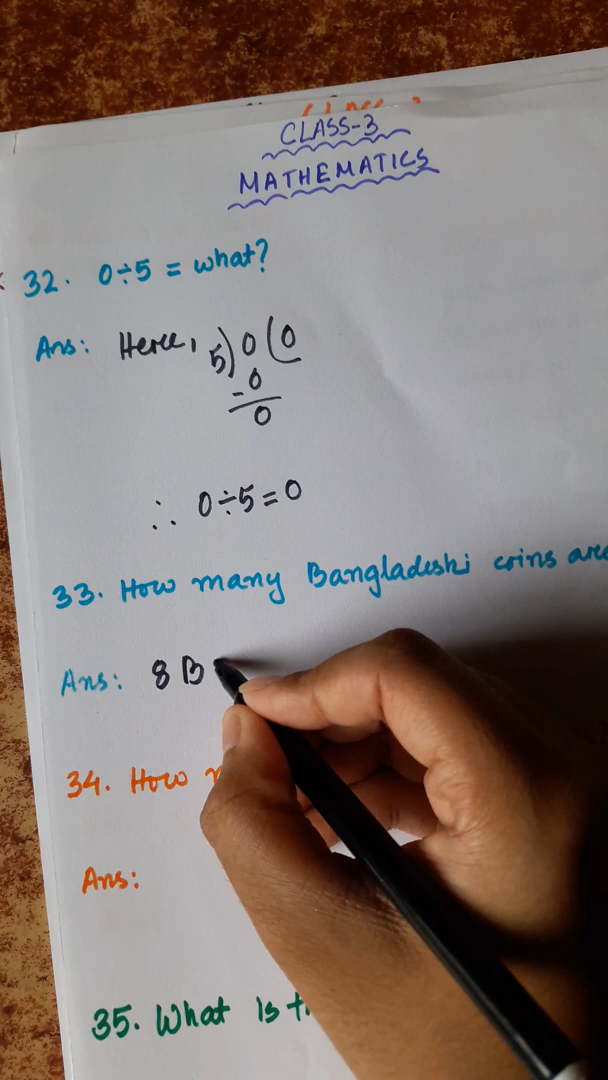 CLASS-3
MATHEMATICS
32. 0÷5 = what?
Ans: Here, 5)0(0
-0
0
∴ 0÷5=0
33. How many Bangladeshi coins are
Ans: 8 B
34. How
Ans:
35. What is